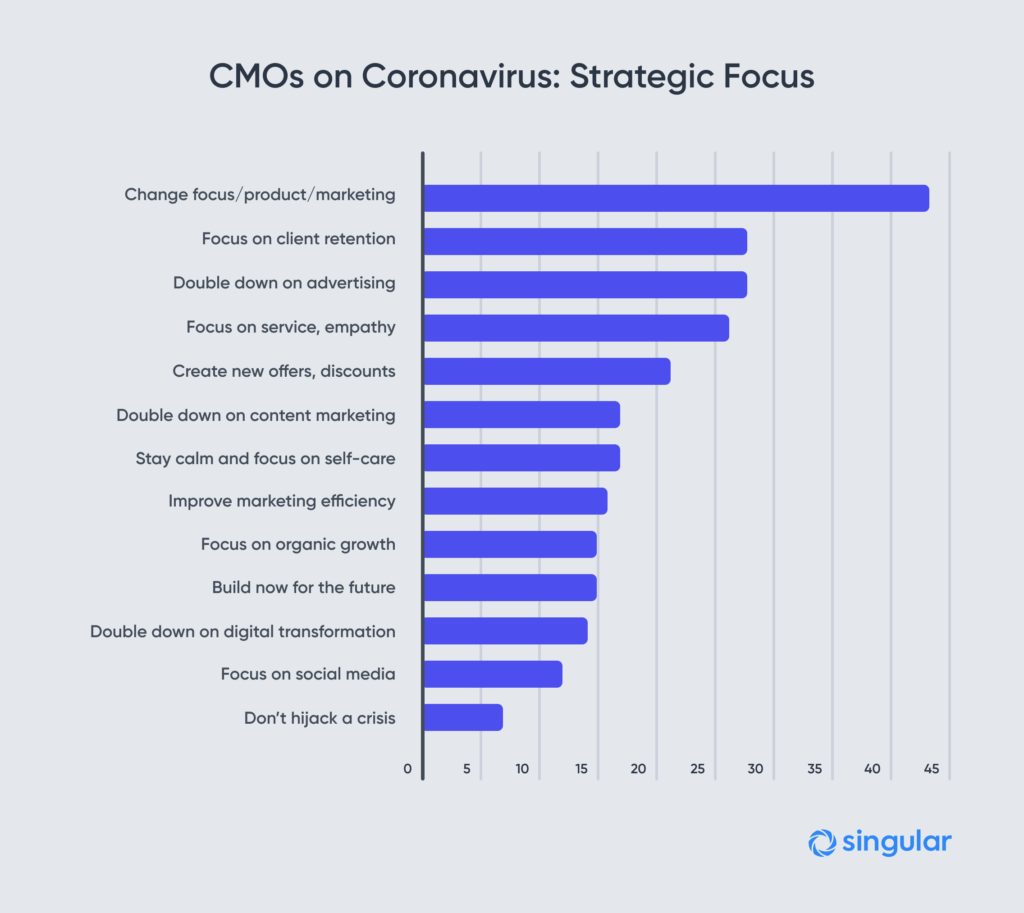 CMOs on Coronavirus: Strategic Focus
Change focus/product/marketing
Focus on client retention
Double down on advertising
Focus on service, empathy
Create new offers, discounts
Double down on content marketing
Stay calm and focus on self-care
Improve marketing efficiency
Focus on organic growth
Build now for the future
Double down on digital transformation
Focus on social media
Don’t hijack a crisis
0 5 10 15 20 25 30 35 40 45
singular